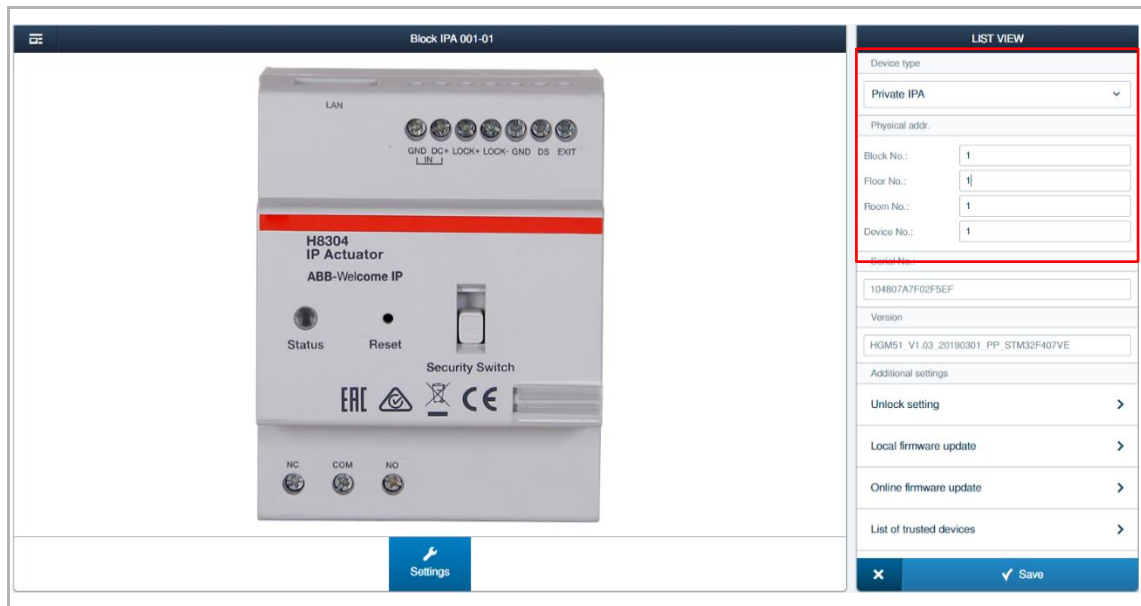 Block IPA 001-01
LAN
GND DC+ LOCK+ LOCK- GND DS EXIT
IN
H8304
IP Actuator
ABB-Welcome IP
Status
Reset
Security Switch
EAC
CE
NC COM NO
Settings
LIST VIEW
Device type
Private IPA
Physical addr.
Block No.: 1
Floor No.: 1
Room No.: 1
Device No.: 1
Serial No.:
104807A7F02F5EF
Version
HGM51_V1.03_20190301_PP_STM32F407VE
Additional settings
Unlock setting
Local firmware update
Online firmware update
List of trusted devices
Save